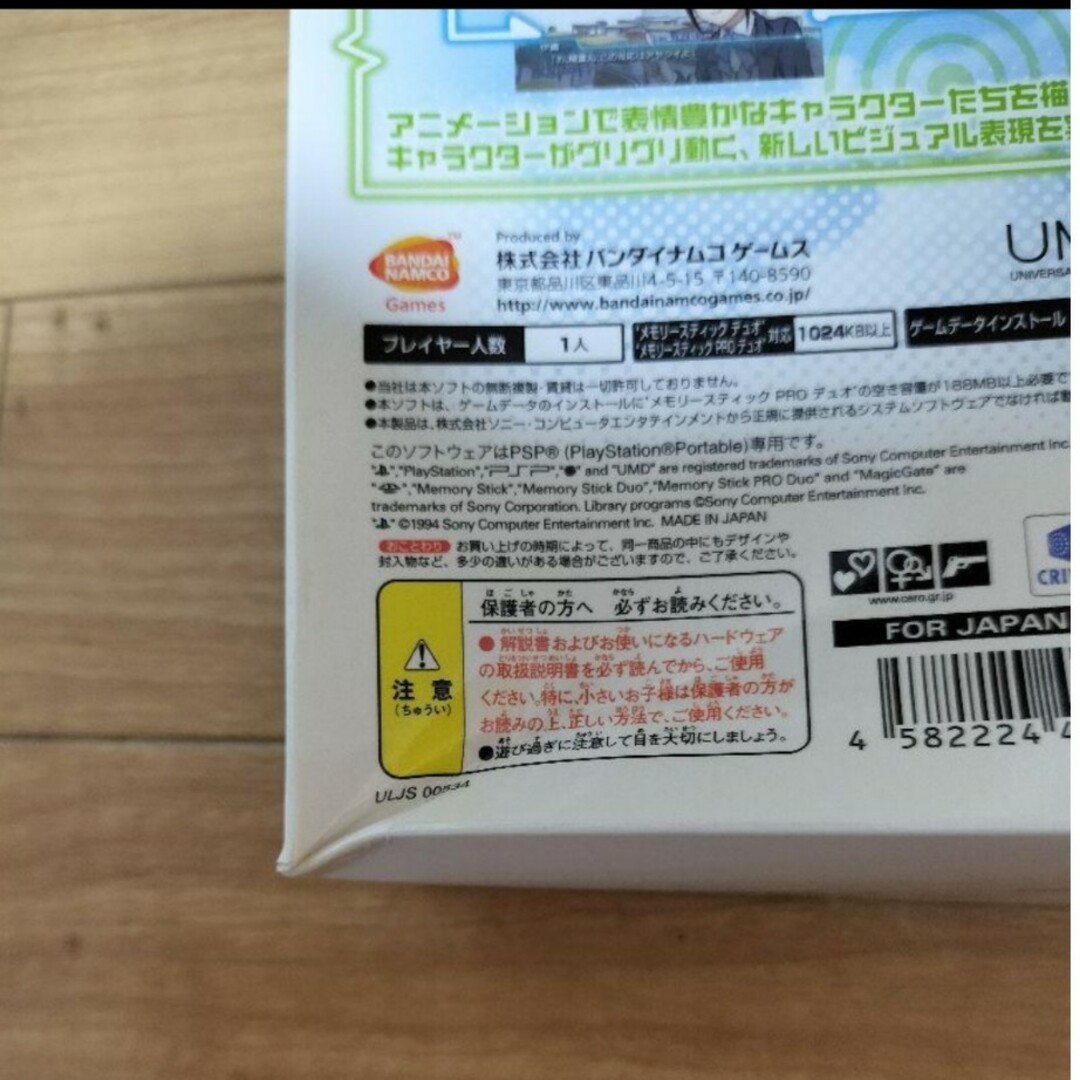 アニメーションで表情豊かなキャラクターたちを描
キャラクターがグリグリ動く、新しいビジュアル表現を
BANDAI
NAMCO
Games
TM
Produced by
株式会社 バンダイナムコ ゲームス
東京都品川区東品川4-5-15 〒140-8590
http://www.bandainamcogames.co.jp/
UM
UNIVERSA
プレイヤー人数 1人
"メモリースティック デュオ"
"メモリースティック PRO デュオ" 対応 1024KB以上
ゲームデータインストール
●当社は本ソフトの無断複製・賃貸は一切許可しておりません。
●本ソフトは、ゲームデータのインストールに"メモリースティック PRO デュオ"の空き容量が188MB以上必要で
●本製品は、株式会社ソニー・コンピュータエンタテインメントから正規に提供されるシステムソフトウェアでなければ動
このソフトウェアはPSP® (PlayStation®Portable)専用です。
"PlayStation", "PSP", and "UMD" are registered trademarks of Sony Computer Entertainment Inc.
"Memory Stick","Memory Stick Duo","Memory Stick PRO Duo" and "MagicGate" are
trademarks of Sony Corporation. Library programs ©Sony Computer Entertainment Inc.
©1994 Sony Computer Entertainment Inc. MADE IN JAPAN
おことわり お買い上げの時期によって、同一商品の中にもデザインや
封入物など、多少の違いがある場合がございますので、ご了承ください。
www.cero.gr.jp
CRI
FOR JAPAN
注意
(ちゅうい)
保護者の方へ 必ずお読みください。
●解説書およびお使いになるハードウェア
の取扱説明書を必ず読んでから、ご使用
ください。特に、小さいお子様は保護者の方が
お読みの上、正しい方法で、ご使用ください。
●遊び過ぎに注意して目を大切にしましょう。
4 582224 4
ULJS 00534